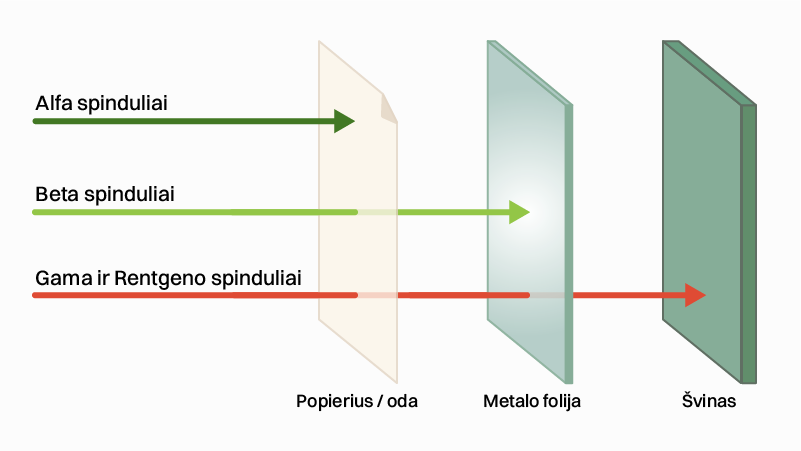 Alfa spinduliai
Beta spinduliai
Gama ir Rentgeno spinduliai
Popierius / oda
Metalo folija
Švinas